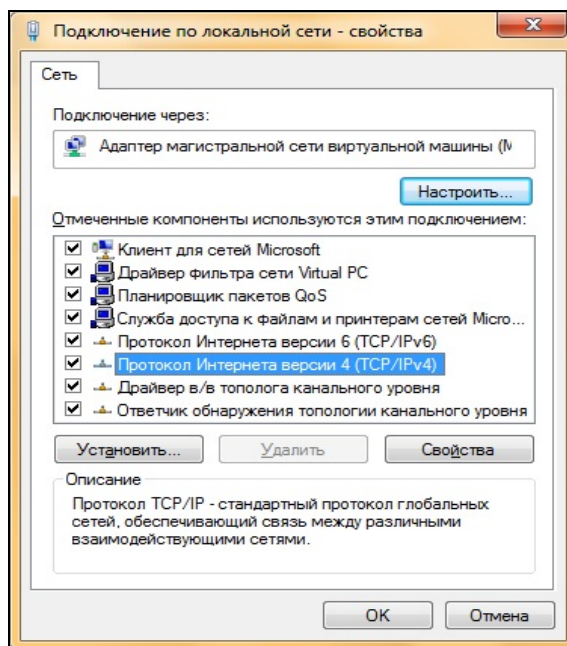 Подключение по локальной сети - свойства
Сеть
Подключение через:
Адаптер магистральной сети виртуальной машины (М
Настроить...
Отмеченные компоненты используются этим подключением:
Клиент для сетей Microsoft
Драйвер фильтра сети Virtual PC
Планировщик пакетов QoS
Служба доступа к файлам и принтерам сетей Micro...
Протокол Интернета версии 6 (TCP/IPv6)
Протокол Интернета версии 4 (TCP/IPv4)
Драйвер в/в тополога канального уровня
Ответчик обнаружения топологии канального уровня
Установить... Удалить Свойства
Описание
Протокол TCP/IP - стандартный протокол глобальных
сетей, обеспечивающий связь между различными
взаимодействующими сетями.
OK Отмена